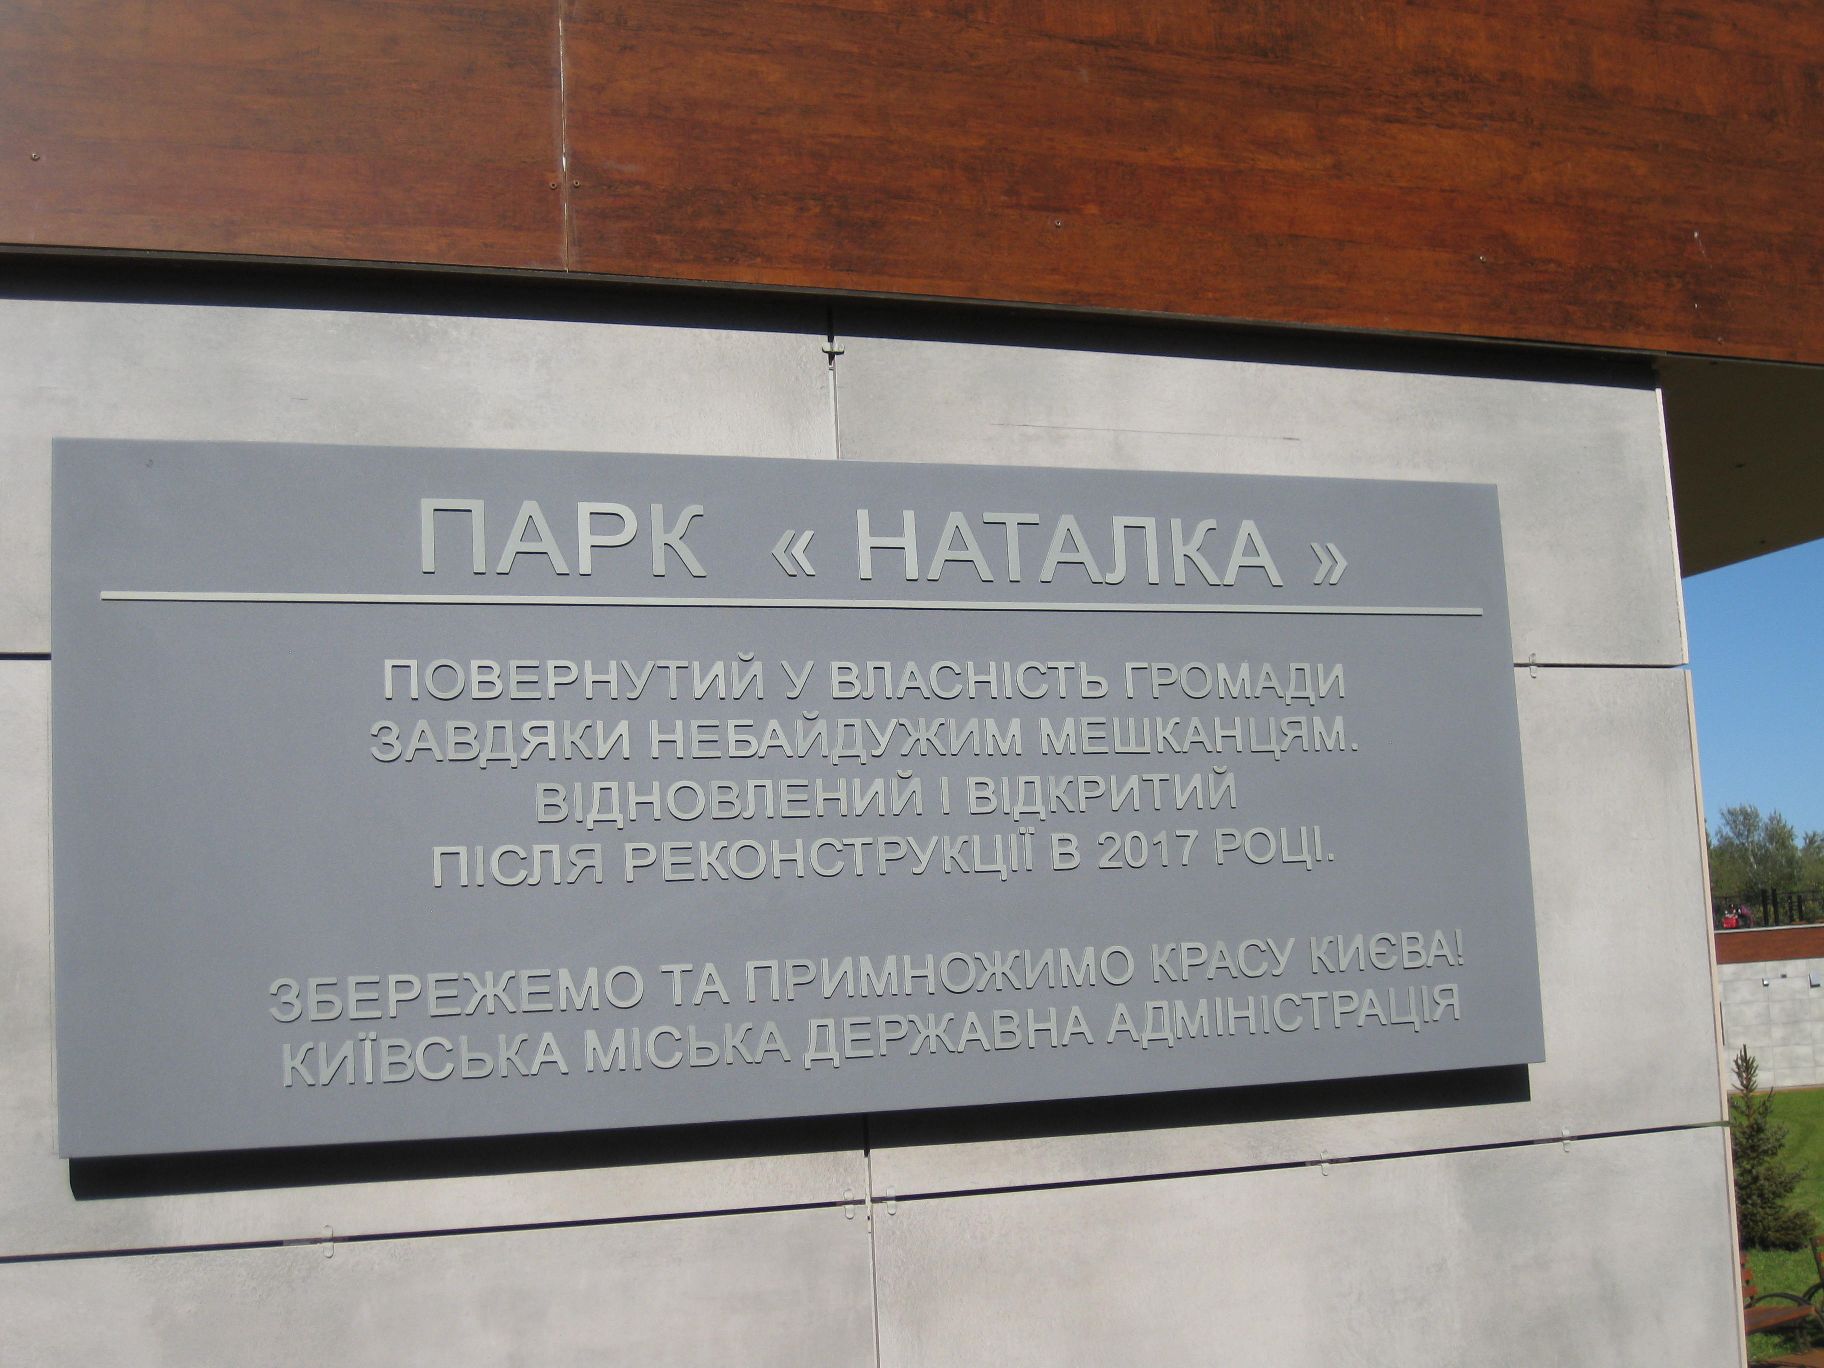 ПАРК « НАТАЛКА »
ПОВЕРНУТИЙ У ВЛАСНІСТЬ ГРОМАДИ
ЗАВДЯКИ НЕБАЙДУЖИМ МЕШКАНЦЯМ.
ВІДНОВЛЕНИЙ І ВІДКРИТИЙ
ПІСЛЯ РЕКОНСТРУКЦІЇ В 2017 РОЦІ.
ЗБЕРЕЖЕМО ТА ПРИМНОЖИМО КРАСУ КИЄВА!
КИЇВСЬКА МІСЬКА ДЕРЖАВНА АДМІНІСТРАЦІЯ